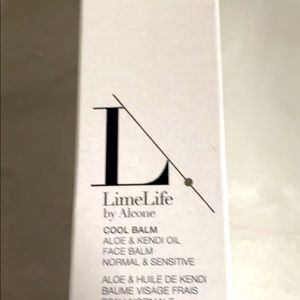 L
LimeLife
by Alcone
COOL BALM
ALOE & KENDI OIL
FACE BALM
NORMAL & SENSITIVE
ALOE & HUILE DE KENDI
BAUME VISAGE FRAIS